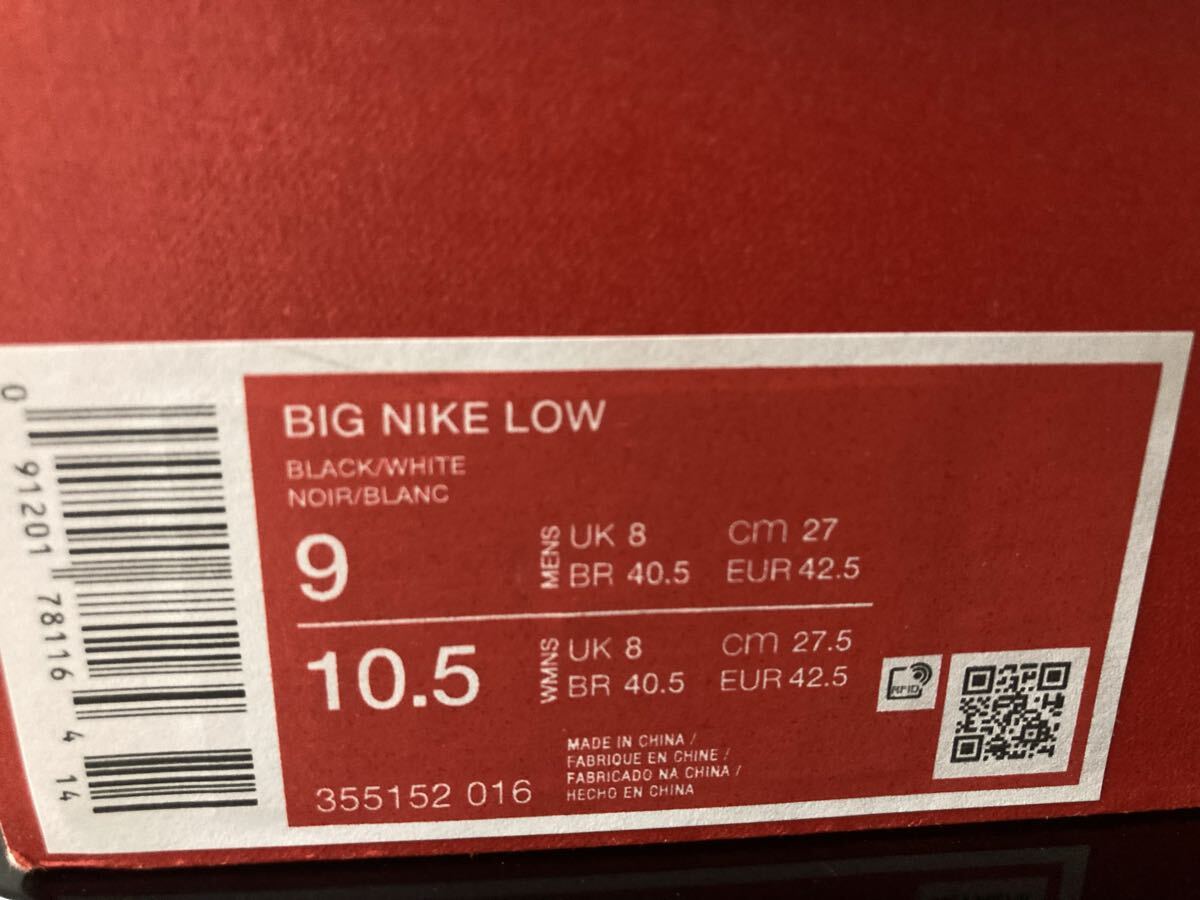 0 91201 78116 4 14
BIG NIKE LOW
BLACK/WHITE
NOIR/BLANC
9 MENS UK 8 cm 27
BR 40.5 EUR 42.5
10.5 WMNS UK 8 cm 27.5
BR 40.5 EUR 42.5
RFID
MADE IN CHINA /
FABRIQUE EN CHINE /
FABRICADO NA CHINA /
HECHO EN CHINA
355152 016